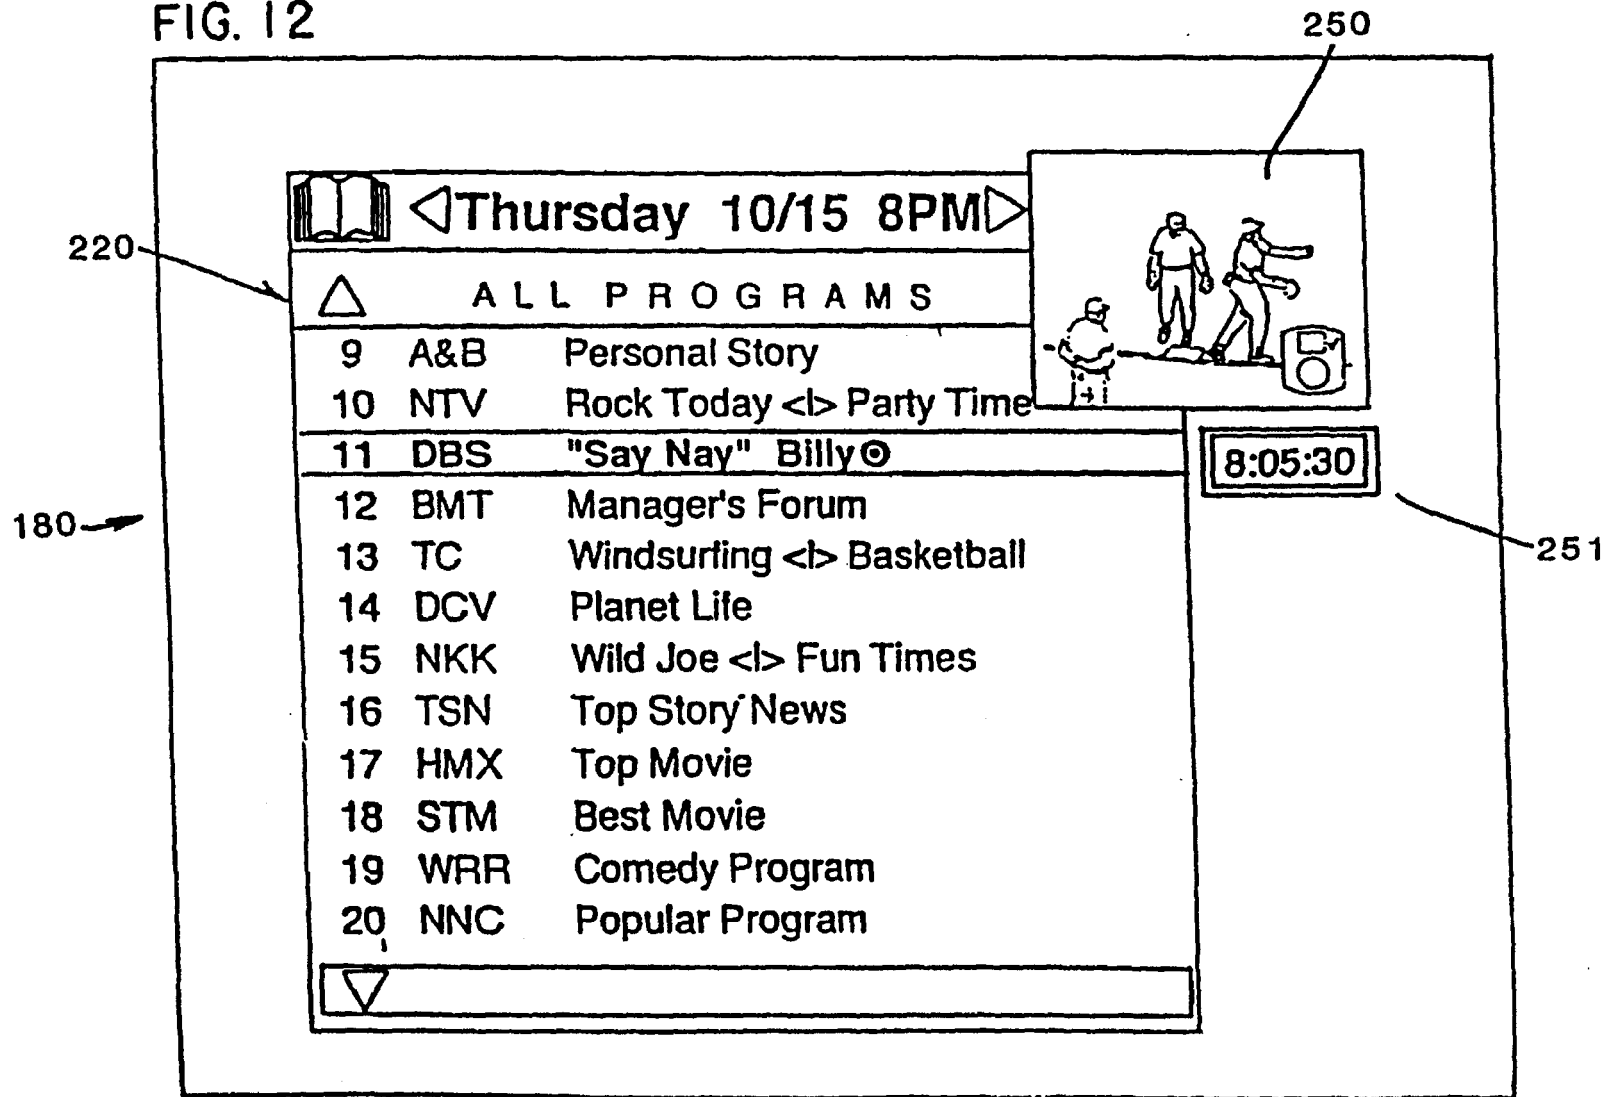 FIG. 12
250
Thursday 10/15 8PM
220
ALL PROGRAMS
9 A&B Personal Story
10 NTV Rock Today <I> Party Time
11 DBS "Say Nay" Billy
8:05:30
12 BMT Manager's Forum
180
13 TC Windsurfing <I> Basketball
251
14 DCV Planet Life
15 NKK Wild Joe <I> Fun Times
16 TSN Top Story News
17 HMX Top Movie
18 STM Best Movie
19 WRR Comedy Program
20 NNC Popular Program